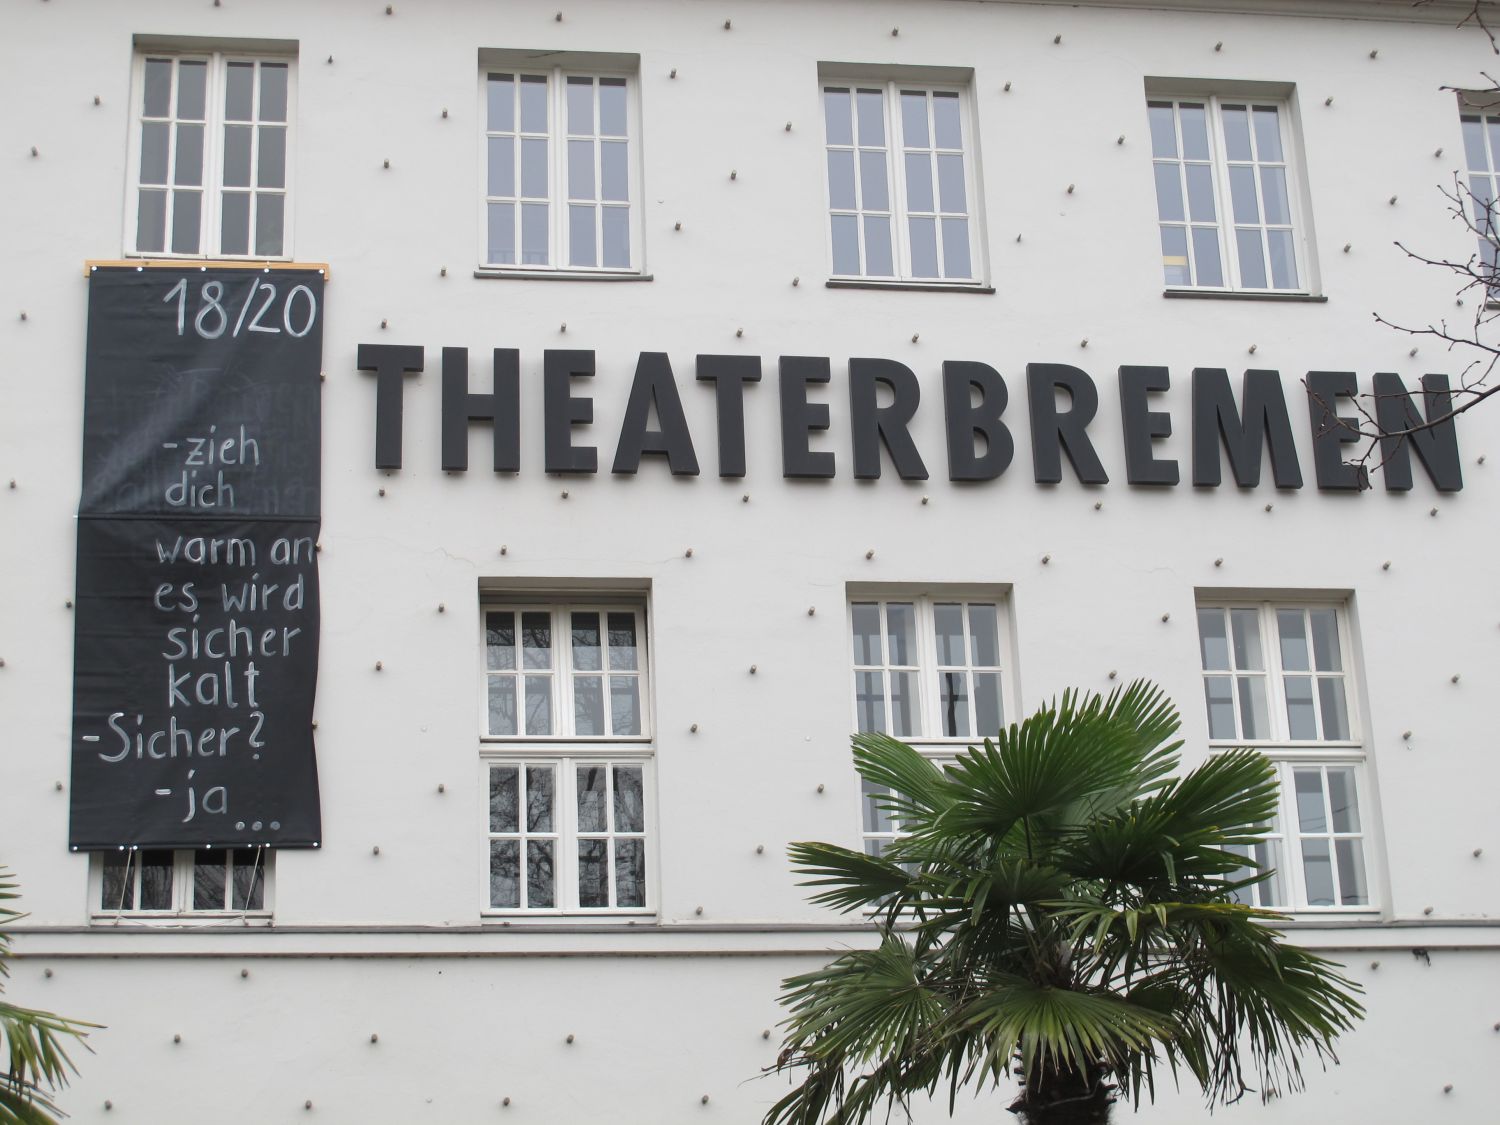 18/20
-zieh
dich
warm an
es wird
sicher
kalt
-Sicher?
-ja...
THEATERBREMEN